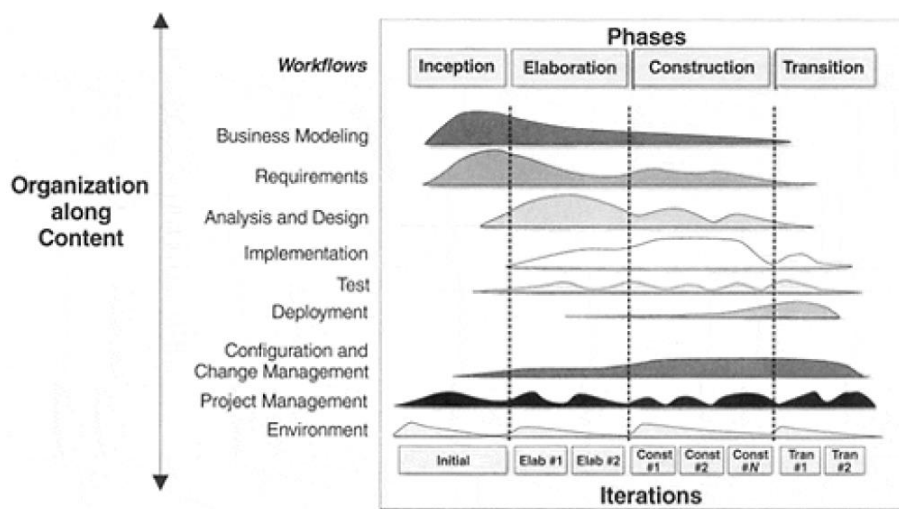 Phases
Workflows
Inception
Elaboration
Construction
Transition
Organization
along
Content
Business Modeling
Requirements
Analysis and Design
Implementation
Test
Deployment
Configuration and
Change Management
Project Management
Environment
Initial
Elab #1
Elab #2
Const
#1
Const
#2
Const
#N
Tran
#1
Tran
#2
Iterations